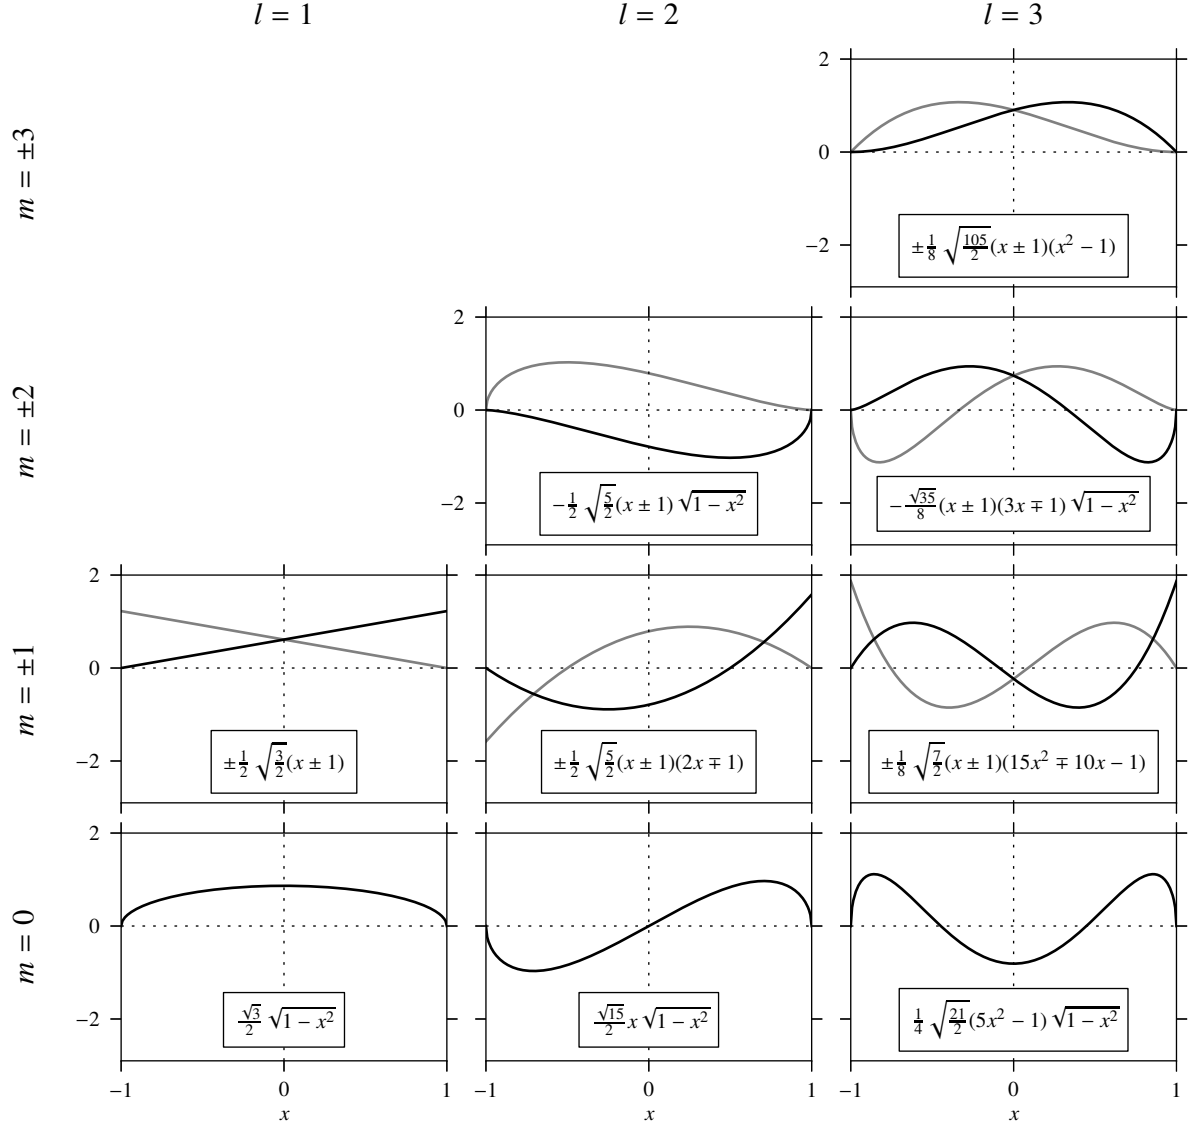 l = 1 l = 2 l = 3
m = ±3
2
0
−2
±1/8 √(105/2)(x ± 1)(x² − 1)
m = ±2
2
0
−2
−1/2 √(5/2)(x ± 1) √(1 − x²)
−√35/8(x ± 1)(3x ∓ 1) √(1 − x²)
m = ±1
2
0
−2
±1/2 √(3/2)(x ± 1)
±1/2 √(5/2)(x ± 1)(2x ∓ 1)
±1/8 √(7/2)(x ± 1)(15x² ∓ 10x − 1)
m = 0
2
0
−2
√3/2 √(1 − x²)
√15/2 x √(1 − x²)
1/4 √(21/2)(5x² − 1) √(1 − x²)
−1 0 1 −1 0 1 −1 0 1
x x x